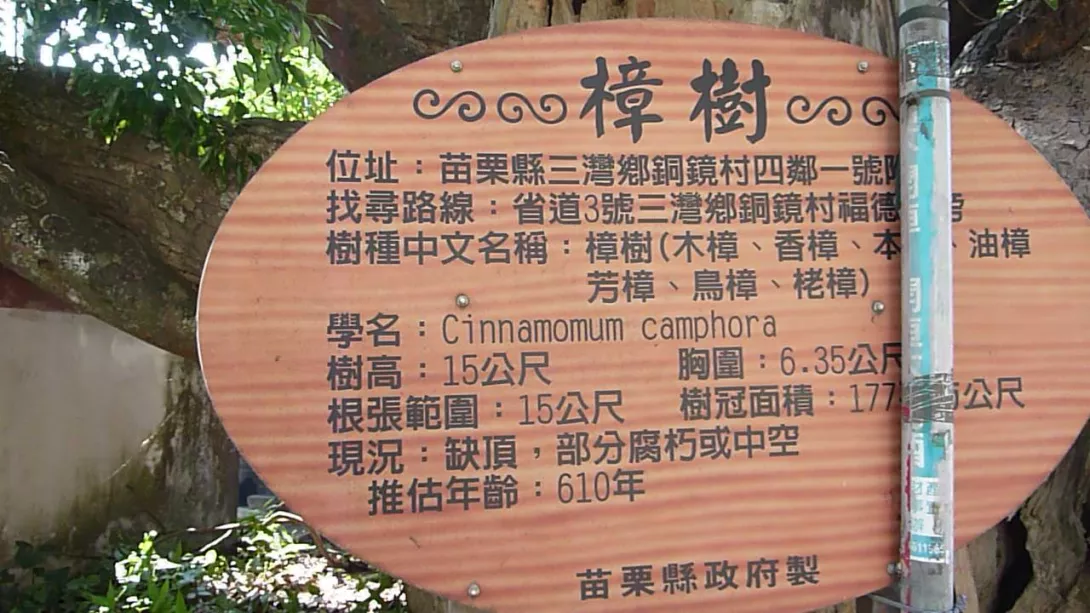 樟樹
位址：苗栗縣三灣鄉銅鏡村四鄰一號
找尋路線：省道3號三灣鄉銅鏡村福德 旁
樹種中文名稱：樟樹(木樟、香樟、本 、油樟
芳樟、鳥樟、栳樟)
學名：Cinnamomum camphora
樹高：15公尺 胸圍：6.35公尺
根張範圍：15公尺 樹冠面積：177 公尺
現況：缺頂，部分腐朽或中空
推估年齡：610年
苗栗縣政府製